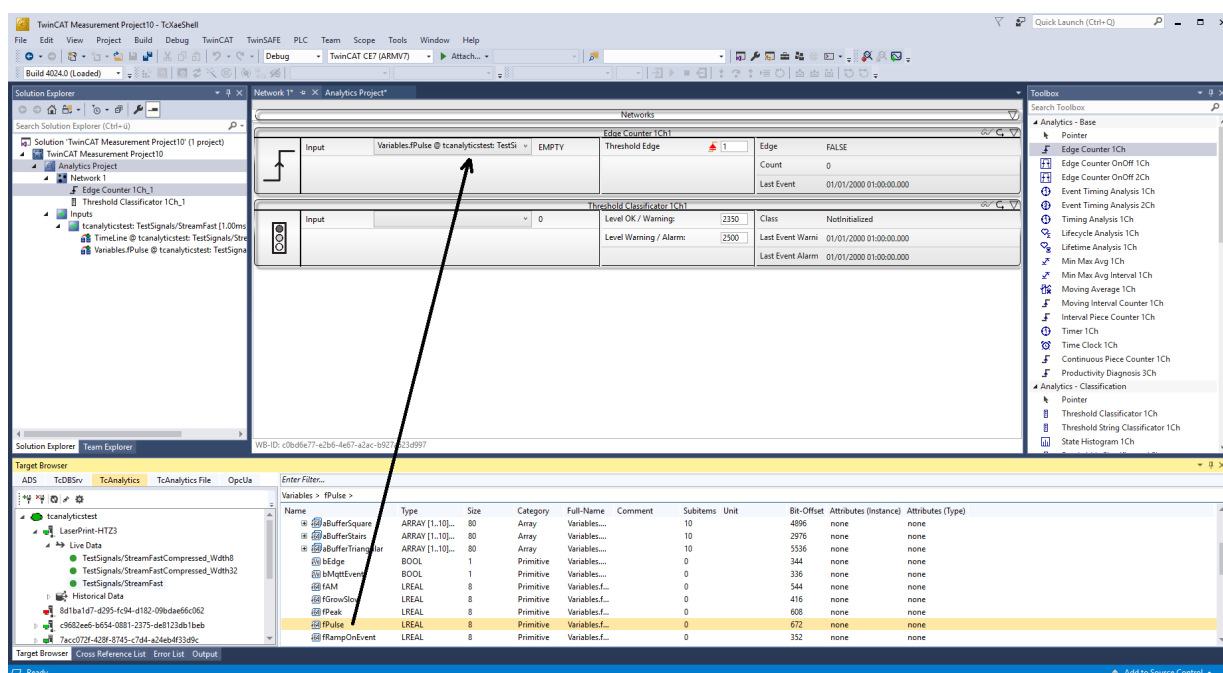 TwinCAT Measurement Project10 - TcXaeShell
Quick Launch (Ctrl+Q)
File Edit View Project Build Debug TwinCAT TwinSAFE PLC Team Scope Tools Window Help
Debug TwinCAT CE7 (ARMV7) Attach...
Build 4024.0 (Loaded)
Solution Explorer
Search Solution Explorer (Ctrl+ü)
Solution 'TwinCAT Measurement Project10' (1 project)
TwinCAT Measurement Project10
Analytics Project
Network 1
Edge Counter 1Ch_1
Threshold Classificator 1Ch_1
Inputs
tcanalyticstest: TestSignals/StreamFast [1.00ms
TimeLine @ tcanalyticstest: TestSignals/Stre
Variables.fPulse @ tcanalyticstest: TestSigna
Solution Explorer Team Explorer
Network 1* Analytics Project*
Networks
Edge Counter 1Ch1
Input Variables.fPulse @ tcanalyticstest: TestSi EMPTY Threshold Edge 1 Edge FALSE
Count 0
Last Event 01/01/2000 01:00:00.000
Threshold Classificator 1Ch1
Input 0 Level OK / Warning: 2350 Class NotInitialized
Level Warning / Alarm: 2500 Last Event Warni 01/01/2000 01:00:00.000
Last Event Alarm 01/01/2000 01:00:00.000
Toolbox
Search Toolbox
Analytics - Base
Pointer
Edge Counter 1Ch
Edge Counter OnOff 1Ch
Edge Counter OnOff 2Ch
Event Timing Analysis 1Ch
Event Timing Analysis 2Ch
Timing Analysis 1Ch
Lifecycle Analysis 1Ch
Lifetime Analysis 1Ch
Min Max Avg 1Ch
Min Max Avg Interval 1Ch
Moving Average 1Ch
Moving Interval Counter 1Ch
Interval Piece Counter 1Ch
Timer 1Ch
Time Clock 1Ch
Continuous Piece Counter 1Ch
Productivity Diagnosis 3Ch
Analytics - Classification
Pointer
Threshold Classificator 1Ch
Threshold String Classificator 1Ch
State Histogram 1Ch
Target Browser
ADS TcDBSrv TcAnalytics TcAnalytics File OpcUa
tcanalyticstest
LaserPrint-HTZ3
Live Data
TestSignals/StreamFastCompressed_Wdth8
TestSignals/StreamFastCompressed_Wdth32
TestSignals/StreamFast
Historical Data
8d1ba1d7-d295-fc94-d182-09bdae66c062
c9682ee6-b654-0881-2375-de8123db1beb
7acc072f-428f-8745-c7d4-a24eb4f33d9c
Enter Filter...
Variables > fPulse >
Name Type Size Category Full-Name Comment Subitems Unit Bit-Offset Attributes (Instance) Attributes (Type)
aBufferSquare ARRAY [1..10]... 80 Array Variables.... 10 4896 none none
aBufferStairs ARRAY [1..10]... 80 Array Variables.... 10 2976 none none
aBufferTriangular ARRAY [1..10]... 80 Array Variables.... 10 5536 none none
bEdge BOOL 1 Primitive Variables.... 0 344 none none
bMqttEvent BOOL 1 Primitive Variables.... 0 336 none none
fAM LREAL 8 Primitive Variables.f... 0 544 none none
fGrowSlow LREAL 8 Primitive Variables.f... 0 416 none none
fPeak LREAL 8 Primitive Variables.f... 0 608 none none
fPulse LREAL 8 Primitive Variables.f... 0 672 none none
fRampOnEvent LREAL 8 Primitive Variables.f... 0 352 none none
Target Browser Cross Reference List Error List Output
Ready
Add to Source Control